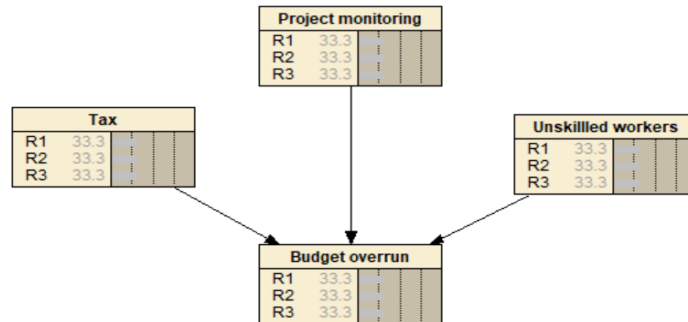 Project monitoring
R1 33.3
R2 33.3
R3 33.3
Tax
R1 33.3
R2 33.3
R3 33.3
Unskillled workers
R1 33.3
R2 33.3
R3 33.3
Budget overrun
R1 33.3
R2 33.3
R3 33.3